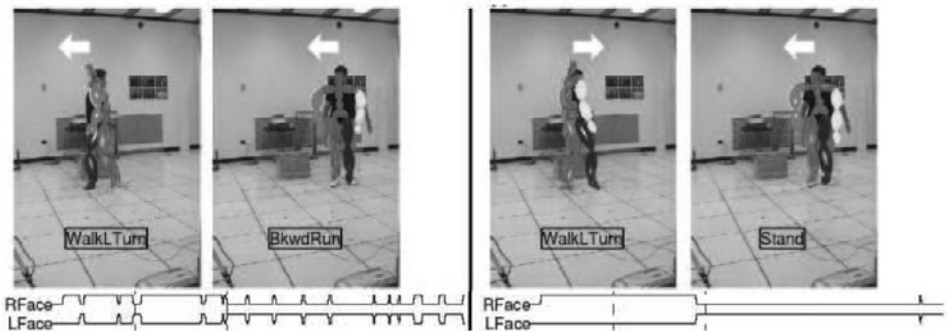 WalkLTurn
BkwdRun
WalkLTurn
Stand
RFace
LFace
RFace
LFace